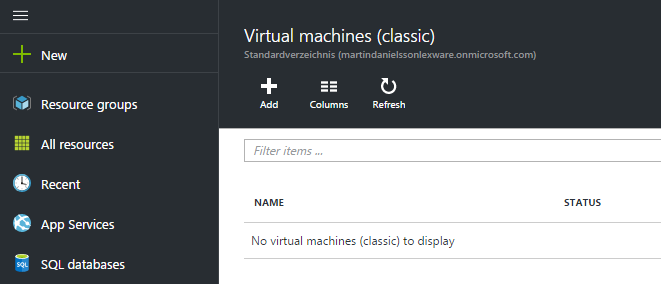 Virtual machines (classic)
Standardverzeichnis (martindanielssonlexware.onmicrosoft.com)
New
Add
Columns
Refresh
Resource groups
All resources
Recent
App Services
SQL databases
SQL
Filter items ...
NAME
STATUS
No virtual machines (classic) to display